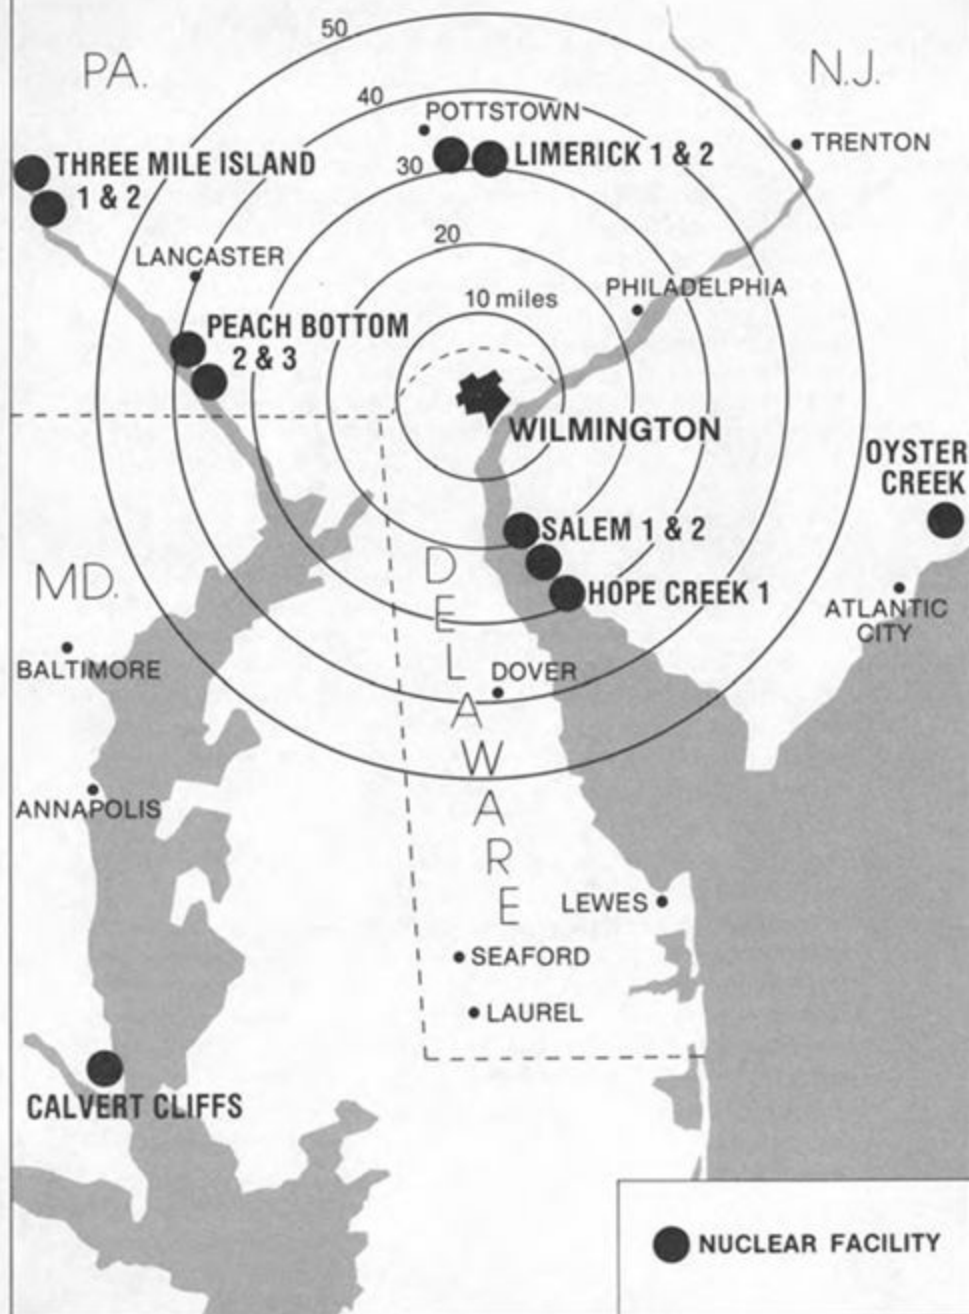 50
PA.
N.J.
40
POTTSTOWN
TRENTON
THREE MILE ISLAND
1 & 2
30
LIMERICK 1 & 2
20
LANCASTER
10 miles
PHILADELPHIA
PEACH BOTTOM
2 & 3
WILMINGTON
OYSTER
CREEK
SALEM 1 & 2
HOPE CREEK 1
MD.
ATLANTIC
CITY
BALTIMORE
DOVER
DELAWARE
ANNAPOLIS
LEWES
SEAFORD
LAUREL
CALVERT CLIFFS
NUCLEAR FACILITY